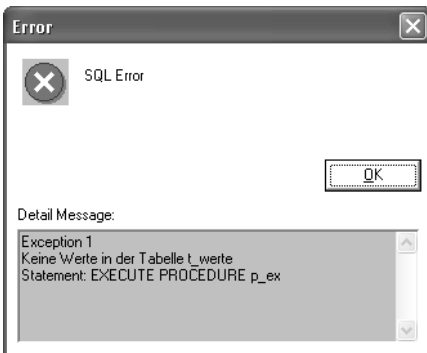 Error
SQL Error
OK
Detail Message:
Exception 1
Keine Werte in der Tabelle t_werte
Statement: EXECUTE PROCEDURE p_ex